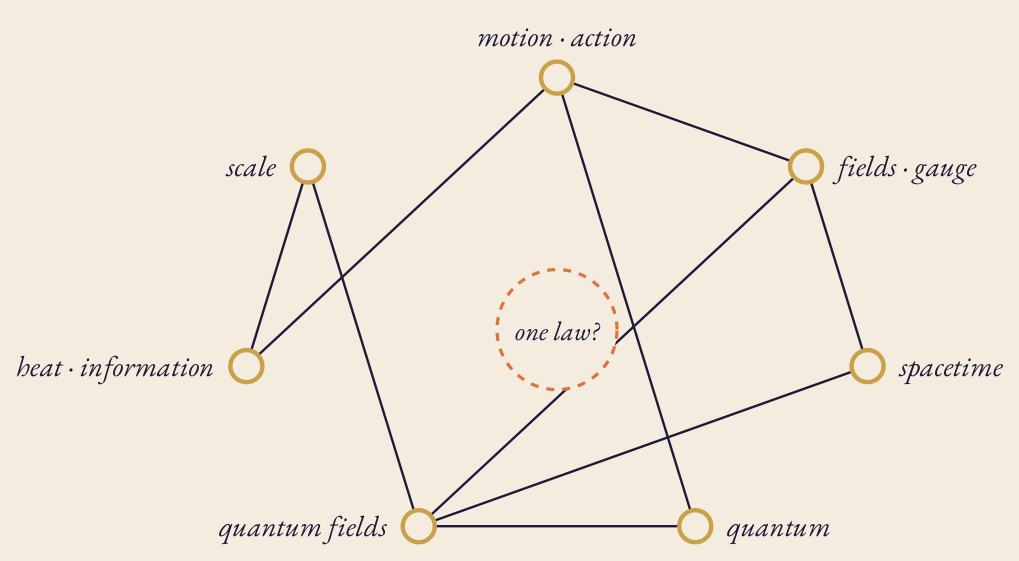 motion · action
scale
fields · gauge
one law?
heat · information
spacetime
quantum fields
quantum